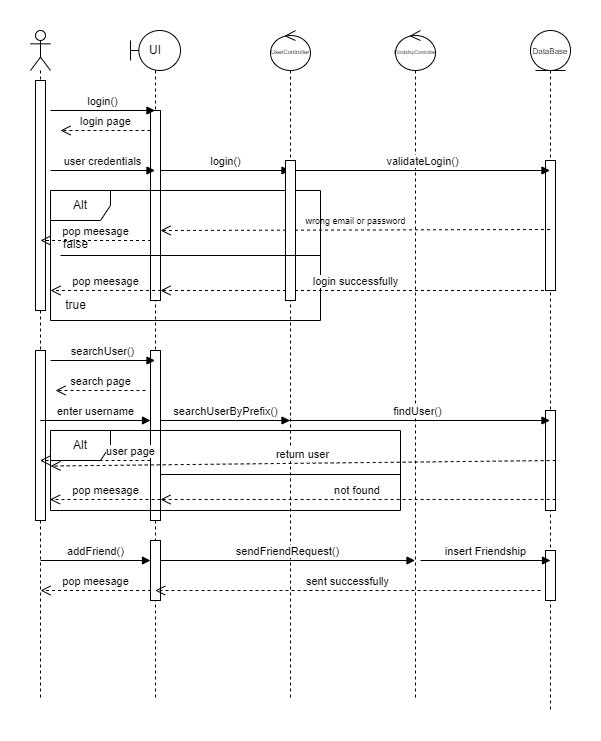 UI
UserController
FriendshipController
DataBase
login()
login page
user credentials
login()
validateLogin()
Alt
wrong email or password
pop meesage
false
pop meesage
login successfully
true
searchUser()
search page
enter username
searchUserByPrefix()
findUser()
Alt
user page
return user
pop meesage
not found
addFriend()
sendFriendRequest()
insert Friendship
pop meesage
sent successfully